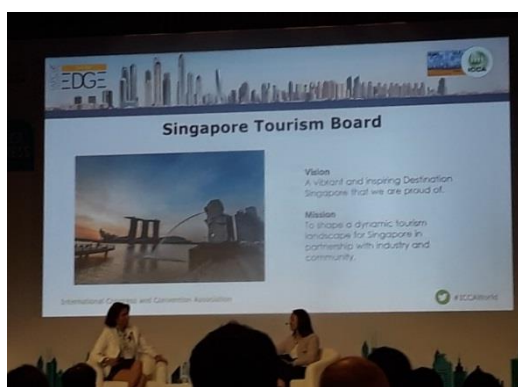 EDGE
ICCA
Singapore Tourism Board
Vision
A vibrant and inspiring Destination
Singapore that we are proud of.
Mission
To shape a dynamic tourism
landscape for Singapore in
partnership with industry and
community.
International Congress and Convention Association
#ICCAWorld